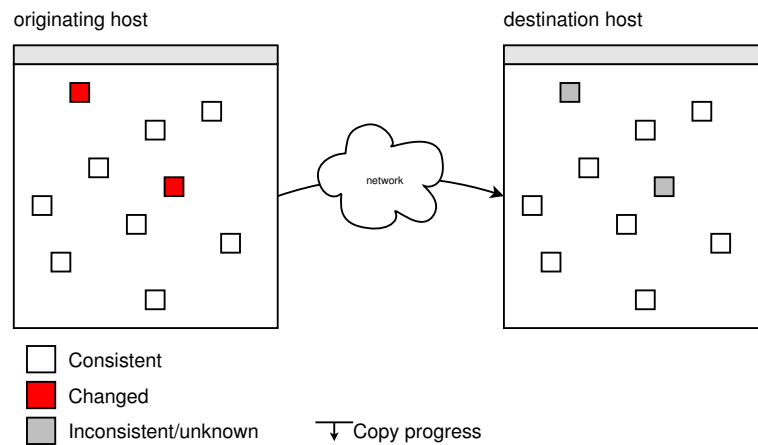 originating host
destination host
network
Consistent
Changed
Inconsistent/unknown
Copy progress